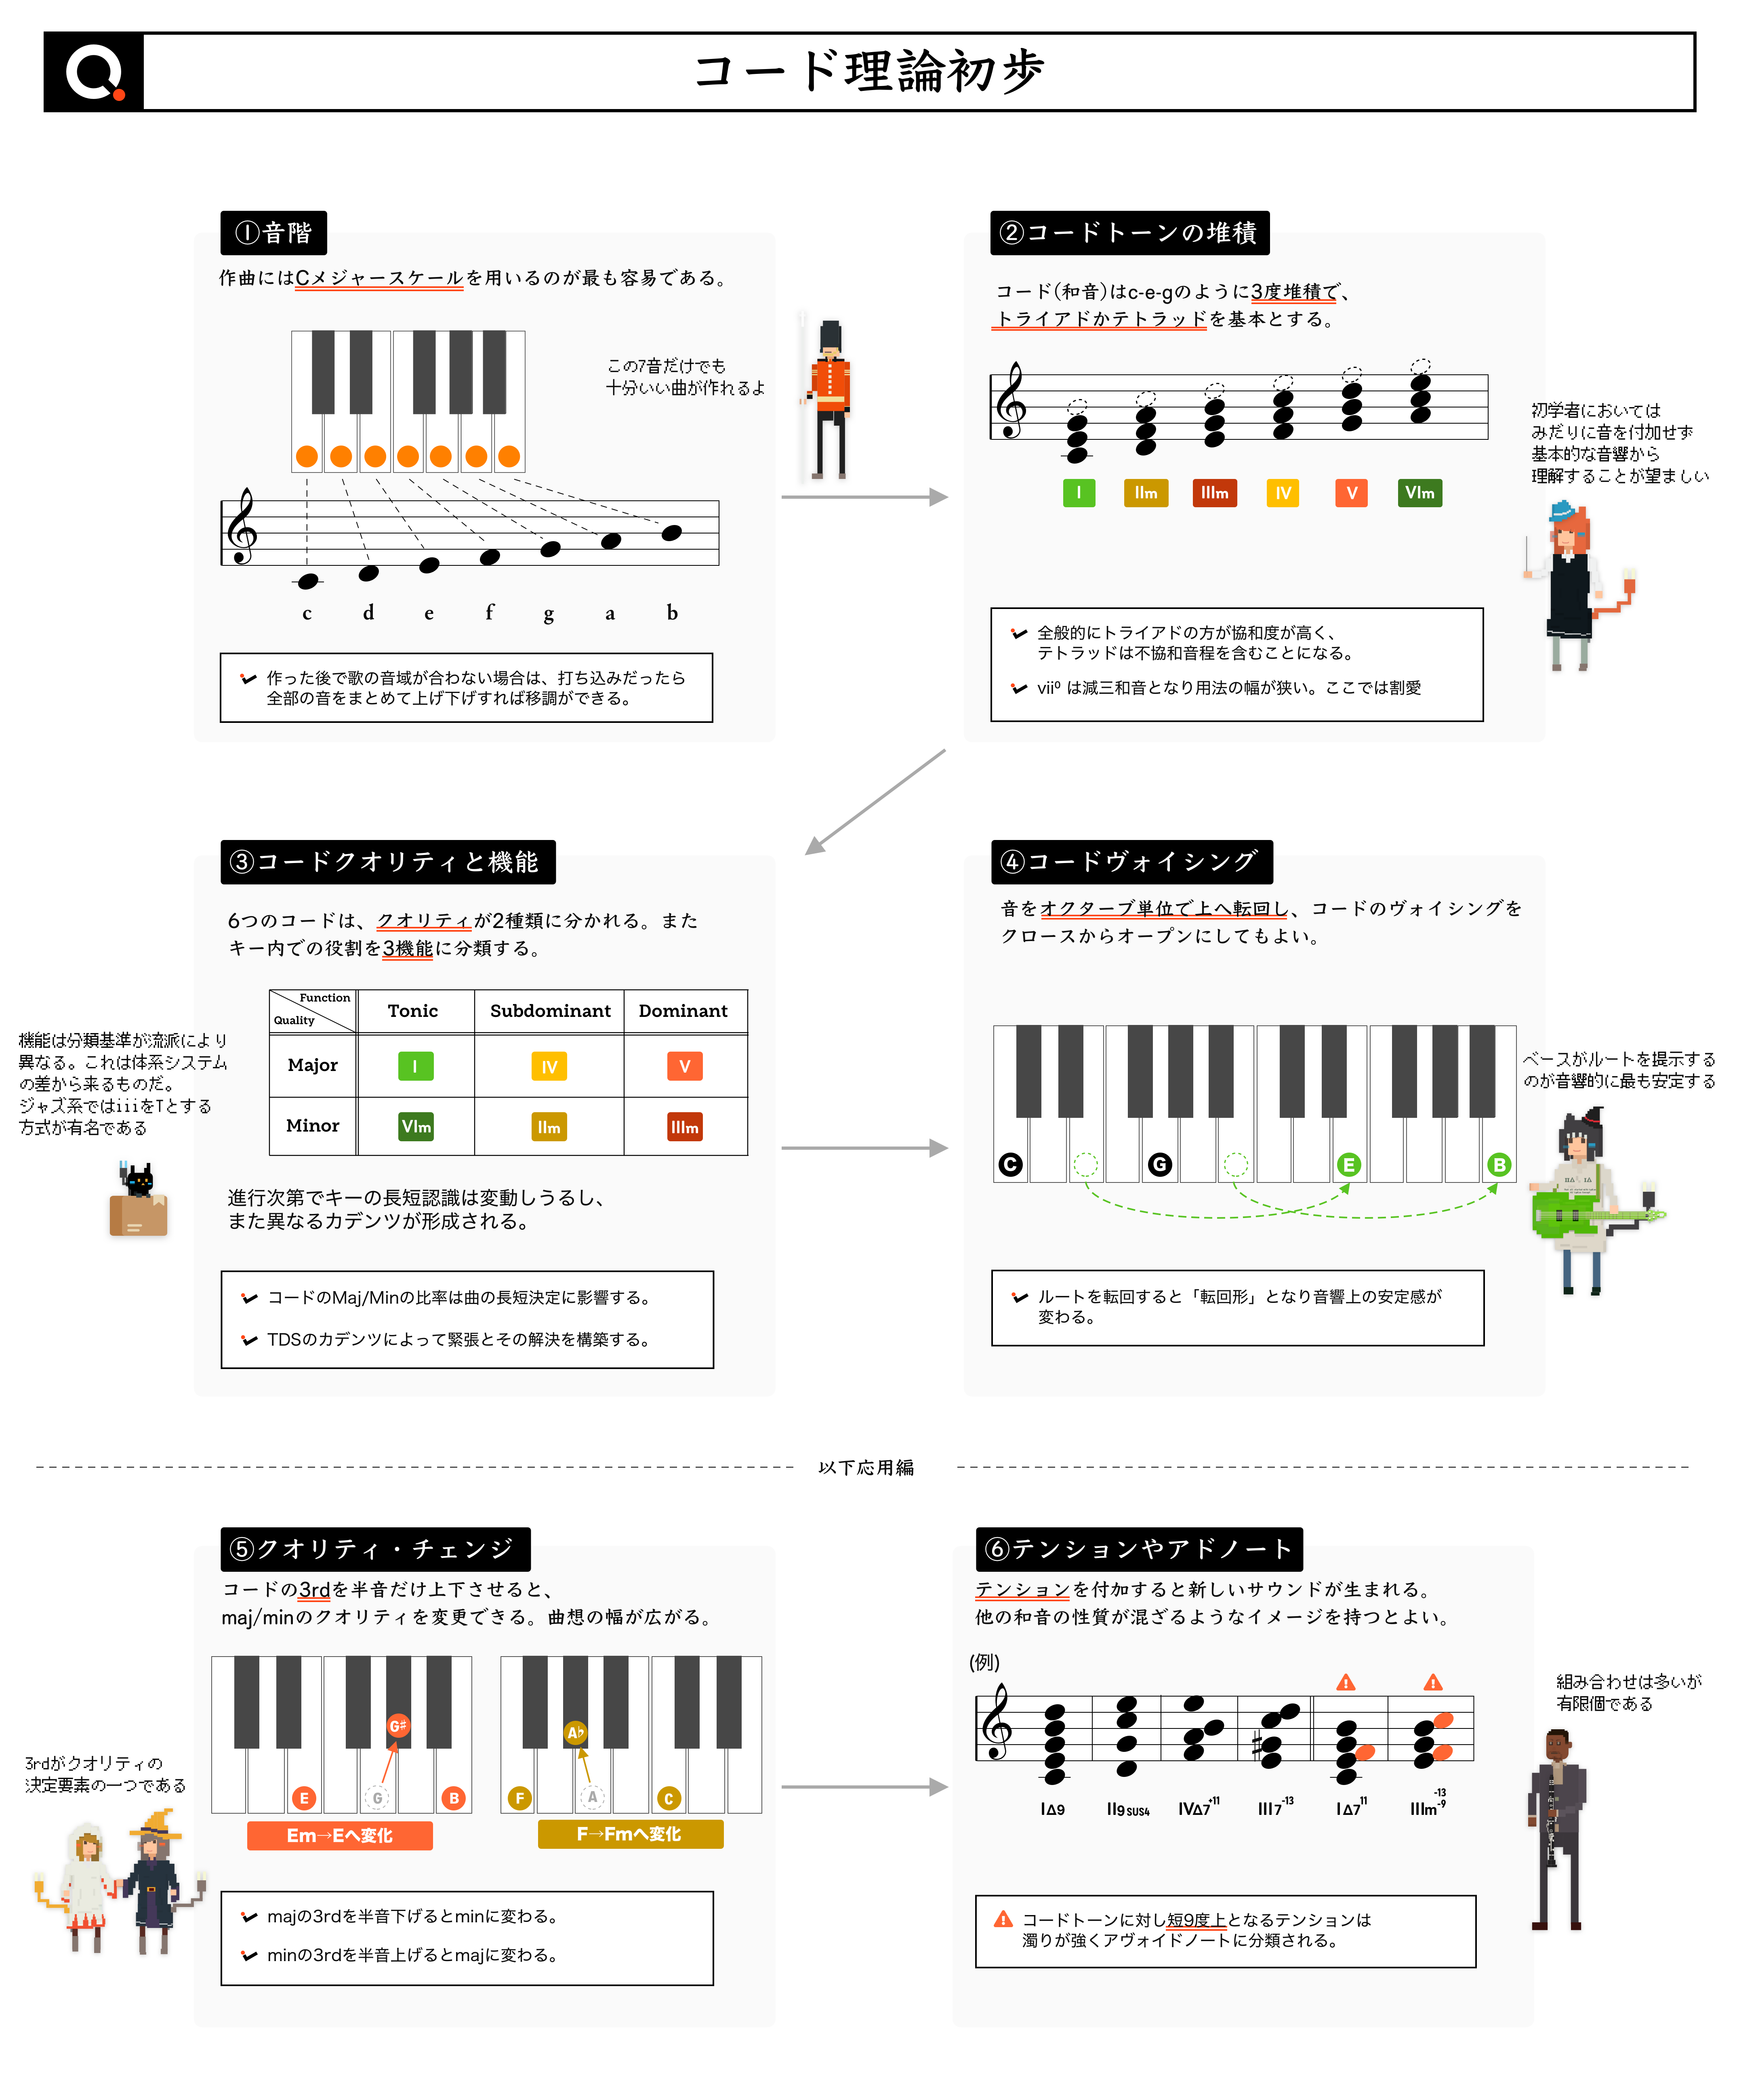 Q.
コード理論初歩
①音階
作曲にはCメジャースケールを用いるのが最も容易である。
この7音だけでも
十分いい曲が作れるよ
c d e f g a b
作った後で歌の音域が合わない場合は、打ち込みだったら
全部の音をまとめて上げ下げすれば移調ができる。
②コードトーンの堆積
コード(和音)はc-e-gのように3度堆積で、
トライアドかテトラッドを基本とする。
I IIm IIIm IV V VIm
初学者においては
みだりに音を付加せず
基本的な音響から
理解することが望ましい
全般的にトライアドの方が協和度が高く、
テトラッドは不協和音程を含むことになる。
vii⁰ は減三和音となり用法の幅が狭い。ここでは割愛
③コードクオリティと機能
6つのコードは、クオリティが2種類に分かれる。また
キー内での役割を3機能に分類する。
Function
Quality
Tonic Subdominant Dominant
Major I IV V
Minor VIm IIm IIIm
機能は分類基準が流派により
異なる。これは体系システム
の差から来るものだ。
ジャズ系ではiiiをTとする
方式が有名である
進行次第でキーの長短認識は変動しうるし、
また異なるカデンツが形成される。
コードのMaj/Minの比率は曲の長短決定に影響する。
TDSのカデンツによって緊張とその解決を構築する。
④コードヴォイシング
音をオクターブ単位で上へ転回し、コードのヴォイシングを
クロースからオープンにしてもよい。
C G E B
ベースがルートを提示する
のが音響的に最も安定する
ルートを転回すると「転回形」となり音響上の安定感が
変わる。
以下応用編
⑤クオリティ・チェンジ
コードの3rdを半音だけ上下させると、
maj/minのクオリティを変更できる。曲想の幅が広がる。
G♯
E G B
Em→Eへ変化
A♭
F A C
F→Fmへ変化
3rdがクオリティの
決定要素の一つである
majの3rdを半音下げるとminに変わる。
minの3rdを半音上げるとmajに変わる。
⑥テンションやアドノート
テンションを付加すると新しいサウンドが生まれる。
他の和音の性質が混ざるようなイメージを持つとよい。
(例)
IΔ9 II9sus4 IVΔ7+11 III7-13 IΔ7 11 IIIm-9 -13
組み合わせは多いが
有限個である
コードトーンに対し短9度上となるテンションは
濁りが強くアヴォイドノートに分類される。